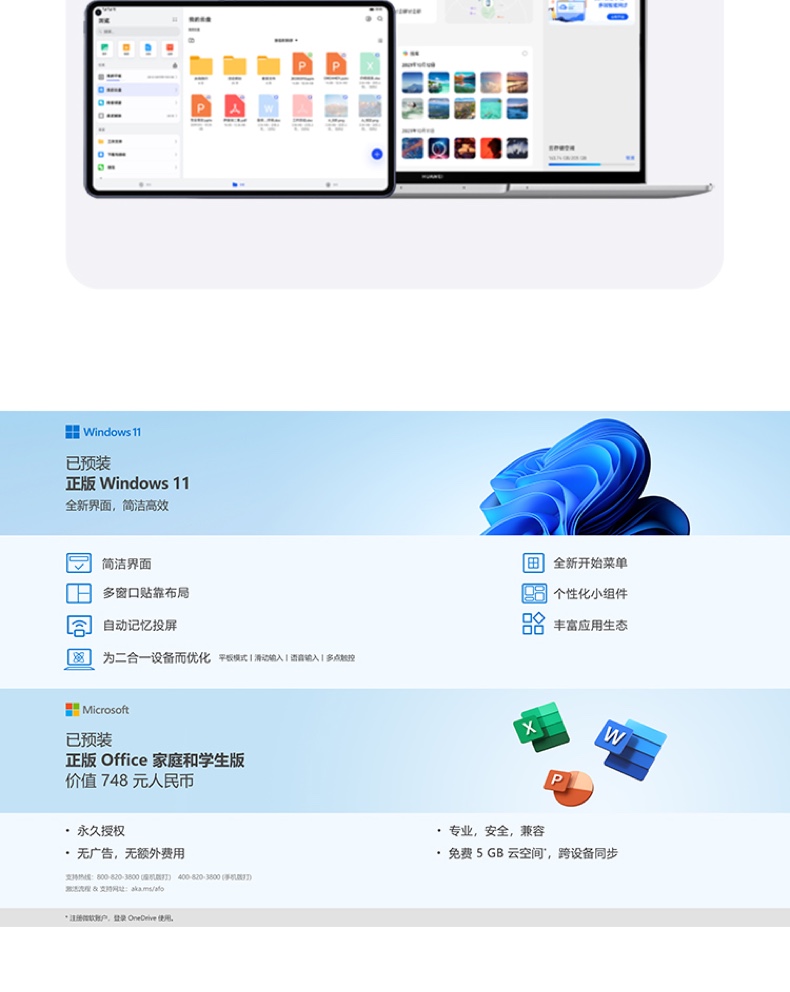 Windows 11
已预装
正版 Windows 11
全新界面，简洁高效
简洁界面
全新开始菜单
多窗口贴靠布局
个性化小组件
自动记忆投屏
丰富应用生态
为二合一设备而优化 平板模式 | 滑动输入 | 语音输入 | 多点触控
Microsoft
已预装
正版 Office 家庭和学生版
价值 748 元人民币
X
W
P
• 永久授权
• 专业，安全，兼容
• 无广告，无额外费用
• 免费 5 GB 云空间*，跨设备同步
支持热线：800-820-3800 (座机拨打) 400-820-3800 (手机拨打)
激活流程 & 支持网址：aka.ms/afo
* 注册微软账户，登录 OneDrive 使用。